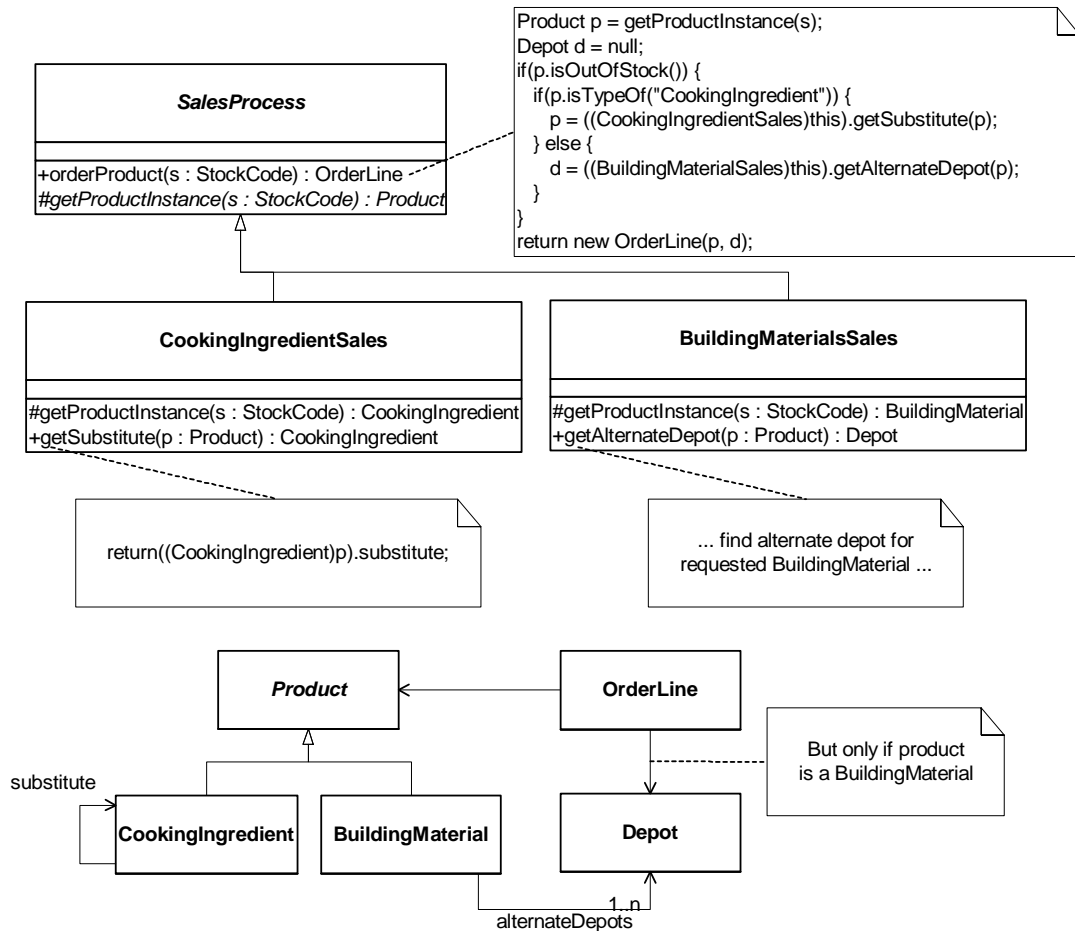 Product p = getProductInstance(s);
Depot d = null;
if(p.isOutOfStock()) {
if(p.isTypeOf("CookingIngredient")) {
p = ((CookingIngredientSales)this).getSubstitute(p);
} else {
d = ((BuildingMaterialSales)this).getAlternateDepot(p);
}
}
return new OrderLine(p, d);
SalesProcess
+orderProduct(s : StockCode) : OrderLine
#getProductInstance(s : StockCode) : Product
CookingIngredientSales
#getProductInstance(s : StockCode) : CookingIngredient
+getSubstitute(p : Product) : CookingIngredient
BuildingMaterialsSales
#getProductInstance(s : StockCode) : BuildingMaterial
+getAlternateDepot(p : Product) : Depot
return((CookingIngredient)p).substitute;
... find alternate depot for
requested BuildingMaterial ...
Product
OrderLine
But only if product
is a BuildingMaterial
substitute
CookingIngredient
BuildingMaterial
Depot
1..n
alternateDepots